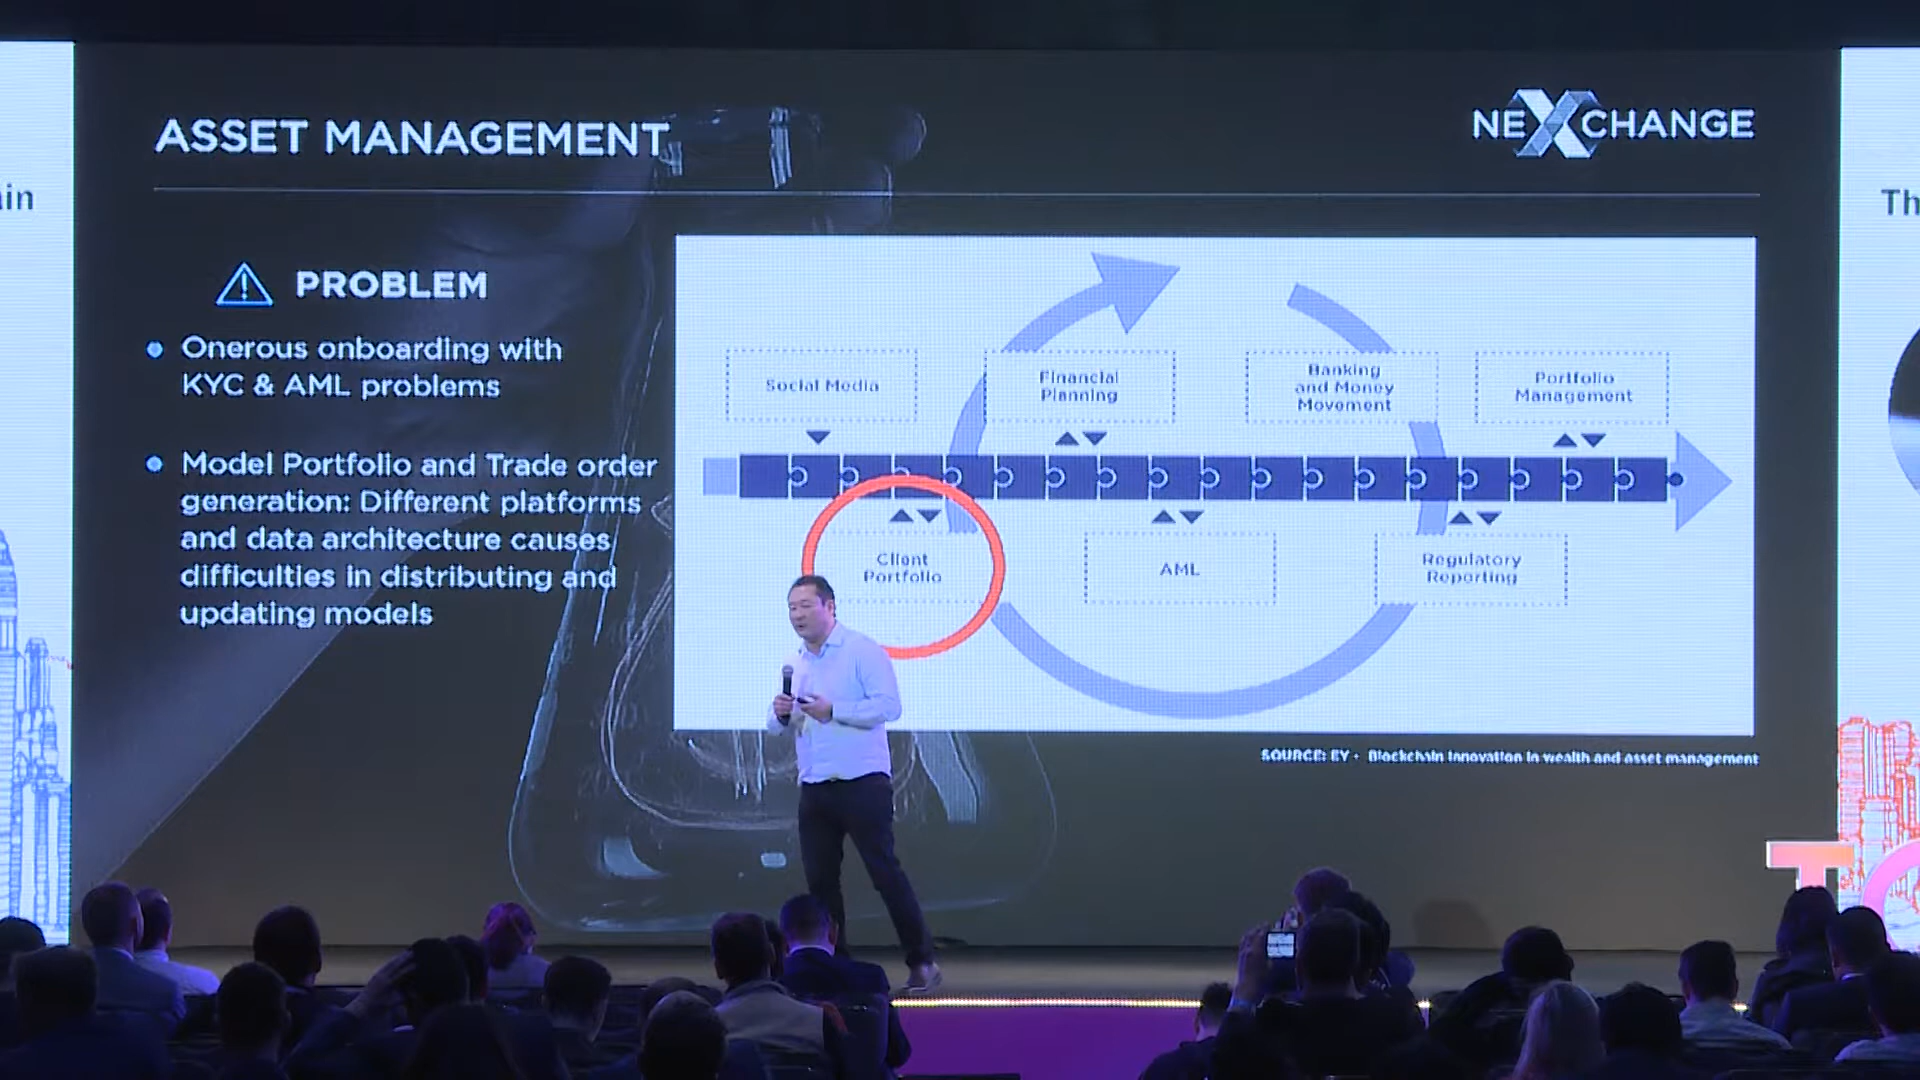 ASSET MANAGEMENT
NEXCHANGE
in
Th
PROBLEM
Onerous onboarding with
KYC & AML problems
Model Portfolio and Trade order
generation: Different platforms
and data architecture causes
difficulties in distributing and
updating models
Social Media
Financial
Planning
Banking
and Money
Movement
Portfolio
Management
Client
Portfolio
AML
Regulatory
Reporting
SOURCE: EY - Blockchain innovation in wealth and asset management
TO